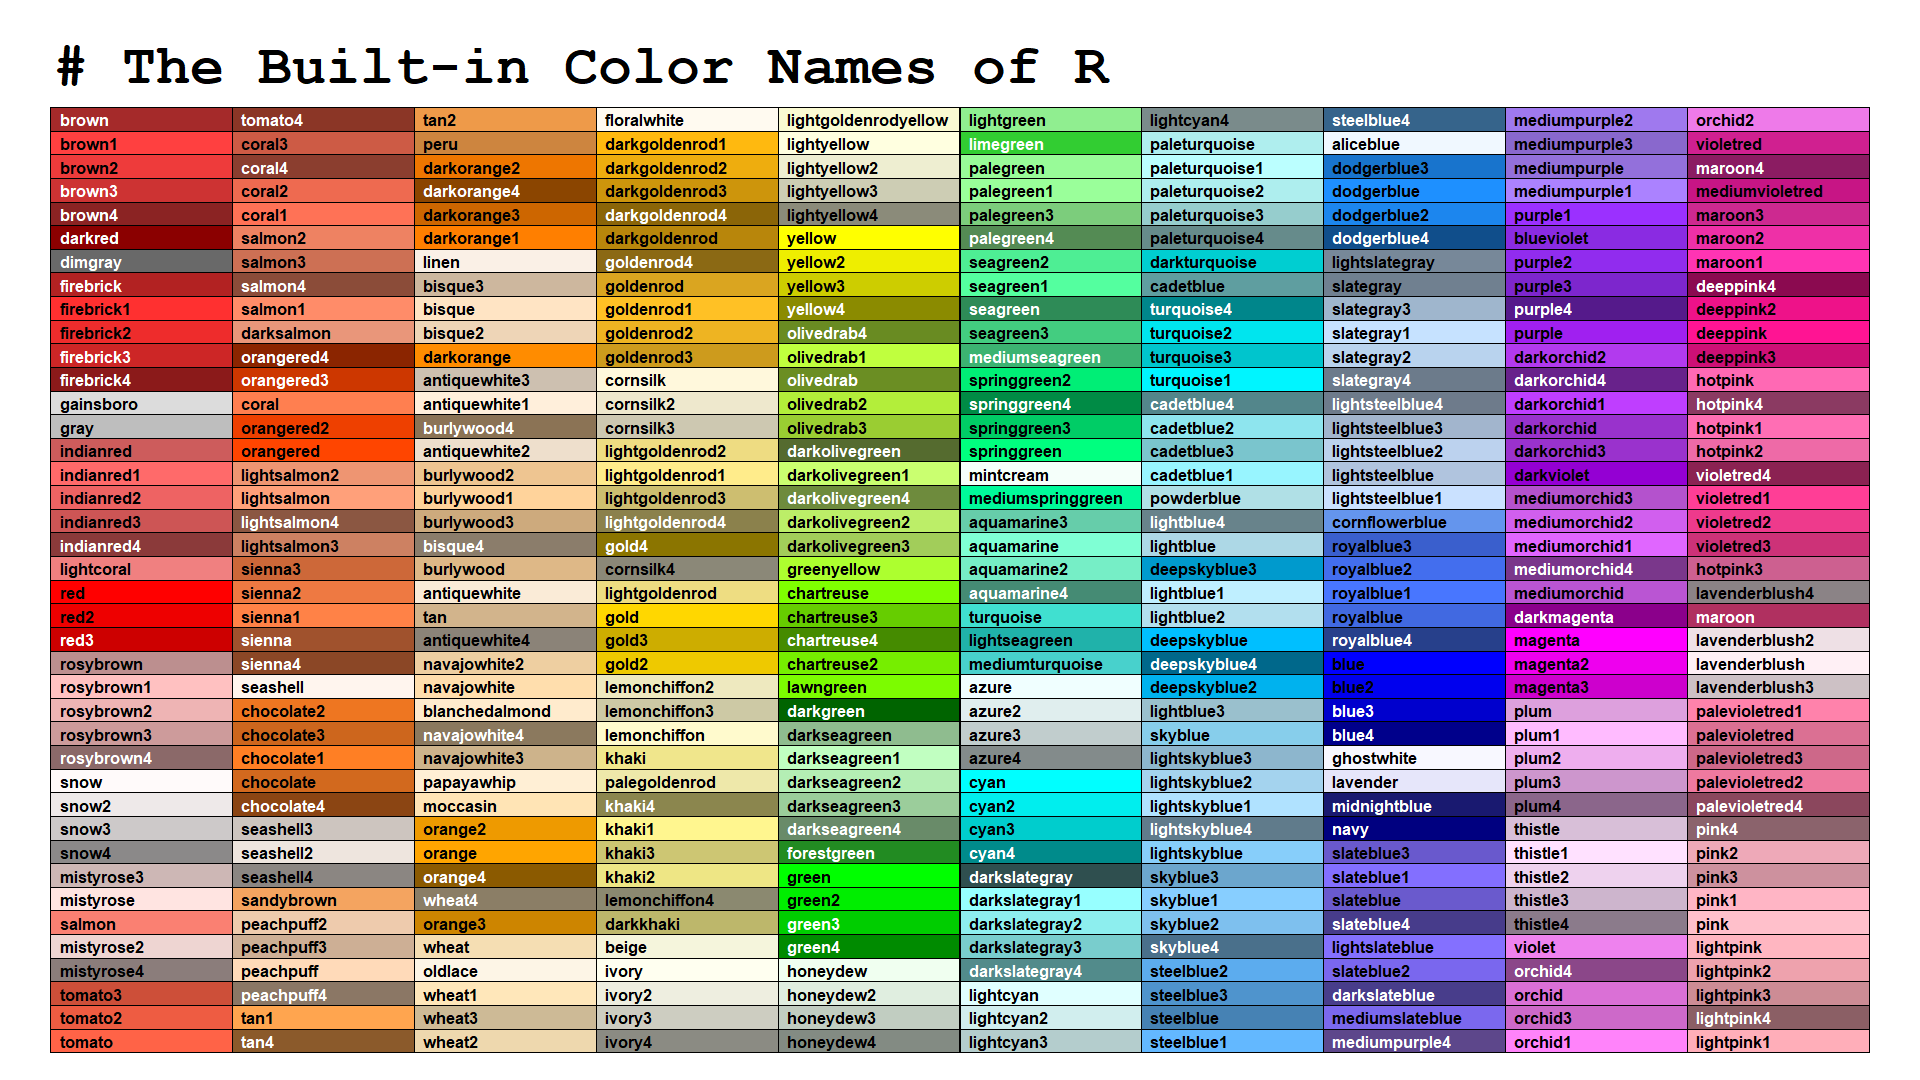 # The Built-in Color Names of R
brown tomato4 tan2 floralwhite lightgoldenrodyellow lightgreen lightcyan4 steelblue4 mediumpurple2 orchid2
brown1 coral3 peru darkgoldenrod1 lightyellow limegreen paleturquoise aliceblue mediumpurple3 violetred
brown2 coral4 darkorange2 darkgoldenrod2 lightyellow2 palegreen paleturquoise1 dodgerblue3 mediumpurple maroon4
brown3 coral2 darkorange4 darkgoldenrod3 lightyellow3 palegreen1 paleturquoise2 dodgerblue mediumpurple1 mediumvioletred
brown4 coral1 darkorange3 darkgoldenrod4 lightyellow4 palegreen3 paleturquoise3 dodgerblue2 purple1 maroon3
darkred salmon2 darkorange1 darkgoldenrod yellow palegreen4 paleturquoise4 dodgerblue4 blueviolet maroon2
dimgray salmon3 linen goldenrod4 yellow2 seagreen2 darkturquoise lightslategray purple2 maroon1
firebrick salmon4 bisque3 goldenrod yellow3 seagreen1 cadetblue slategray purple3 deeppink4
firebrick1 salmon1 bisque goldenrod1 yellow4 seagreen turquoise4 slategray3 purple4 deeppink2
firebrick2 darksalmon bisque2 goldenrod2 olivedrab4 seagreen3 turquoise2 slategray1 purple deeppink
firebrick3 orangered4 darkorange goldenrod3 olivedrab1 mediumseagreen turquoise3 slategray2 darkorchid2 deeppink3
firebrick4 orangered3 antiquewhite3 cornsilk olivedrab springgreen2 turquoise1 slategray4 darkorchid4 hotpink
gainsboro coral antiquewhite1 cornsilk2 olivedrab2 springgreen4 cadetblue4 lightsteelblue4 darkorchid1 hotpink4
gray orangered2 burlywood4 cornsilk3 olivedrab3 springgreen3 cadetblue2 lightsteelblue3 darkorchid hotpink1
indianred orangered antiquewhite2 lightgoldenrod2 darkolivegreen springgreen cadetblue3 lightsteelblue2 darkorchid3 hotpink2
indianred1 lightsalmon2 burlywood2 lightgoldenrod1 darkolivegreen1 mintcream cadetblue1 lightsteelblue darkviolet violetred4
indianred2 lightsalmon burlywood1 lightgoldenrod3 darkolivegreen4 mediumspringgreen powderblue lightsteelblue1 mediumorchid3 violetred1
indianred3 lightsalmon4 burlywood3 lightgoldenrod4 darkolivegreen2 aquamarine3 lightblue4 cornflowerblue mediumorchid2 violetred2
indianred4 lightsalmon3 bisque4 gold4 darkolivegreen3 aquamarine lightblue royalblue3 mediumorchid1 violetred3
lightcoral sienna3 burlywood cornsilk4 greenyellow aquamarine2 deepskyblue3 royalblue2 mediumorchid4 hotpink3
red sienna2 antiquewhite lightgoldenrod chartreuse aquamarine4 lightblue1 royalblue1 mediumorchid lavenderblush4
red2 sienna1 tan gold chartreuse3 turquoise lightblue2 royalblue darkmagenta maroon
red3 sienna antiquewhite4 gold3 chartreuse4 lightseagreen deepskyblue royalblue4 magenta lavenderblush2
rosybrown sienna4 navajowhite2 gold2 chartreuse2 mediumturquoise deepskyblue4 blue magenta2 lavenderblush
rosybrown1 seashell navajowhite lemonchiffon2 lawngreen azure deepskyblue2 blue2 magenta3 lavenderblush3
rosybrown2 chocolate2 blanchedalmond lemonchiffon3 darkgreen azure2 lightblue3 blue3 plum palevioletred1
rosybrown3 chocolate3 navajowhite4 lemonchiffon darkseagreen azure3 skyblue blue4 plum1 palevioletred
rosybrown4 chocolate1 navajowhite3 khaki darkseagreen1 azure4 lightskyblue3 ghostwhite plum2 palevioletred3
snow chocolate papayawhip palegoldenrod darkseagreen2 cyan lightskyblue2 lavender plum3 palevioletred2
snow2 chocolate4 moccasin khaki4 darkseagreen3 cyan2 lightskyblue1 midnightblue plum4 palevioletred4
snow3 seashell3 orange2 khaki1 darkseagreen4 cyan3 lightskyblue4 navy thistle pink4
snow4 seashell2 orange khaki3 forestgreen cyan4 lightskyblue slateblue3 thistle1 pink2
mistyrose3 seashell4 orange4 khaki2 green darkslategray skyblue3 slateblue1 thistle2 pink3
mistyrose sandybrown wheat4 lemonchiffon4 green2 darkslategray1 skyblue1 slateblue thistle3 pink1
salmon peachpuff2 orange3 darkkhaki green3 darkslategray2 skyblue2 slateblue4 thistle4 pink
mistyrose2 peachpuff3 wheat beige green4 darkslategray3 skyblue4 lightslateblue violet lightpink
mistyrose4 peachpuff oldlace ivory honeydew darkslategray4 steelblue2 slateblue2 orchid4 lightpink2
tomato3 peachpuff4 wheat1 ivory2 honeydew2 lightcyan steelblue3 darkslateblue orchid lightpink3
tomato2 tan1 wheat3 ivory3 honeydew3 lightcyan2 steelblue mediumslateblue orchid3 lightpink4
tomato tan4 wheat2 ivory4 honeydew4 lightcyan3 steelblue1 mediumpurple4 orchid1 lightpink1